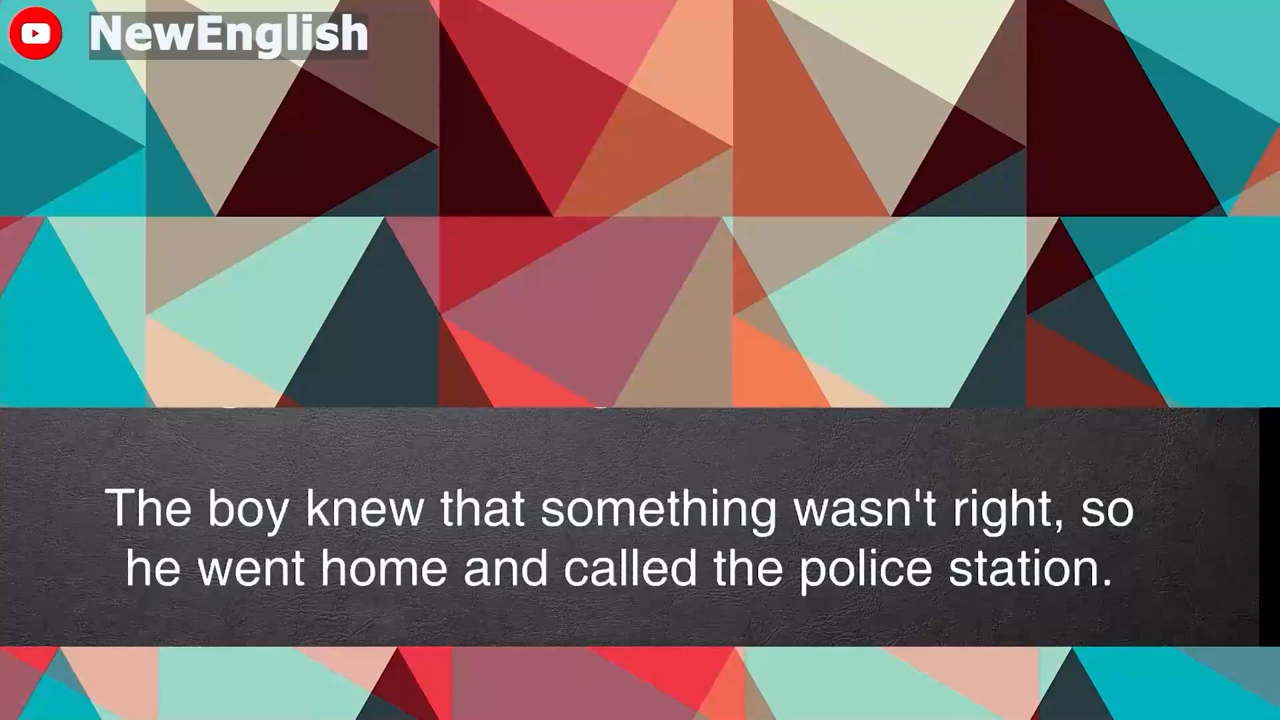 NewEnglish
The boy knew that something wasn't right, so
he went home and called the police station.